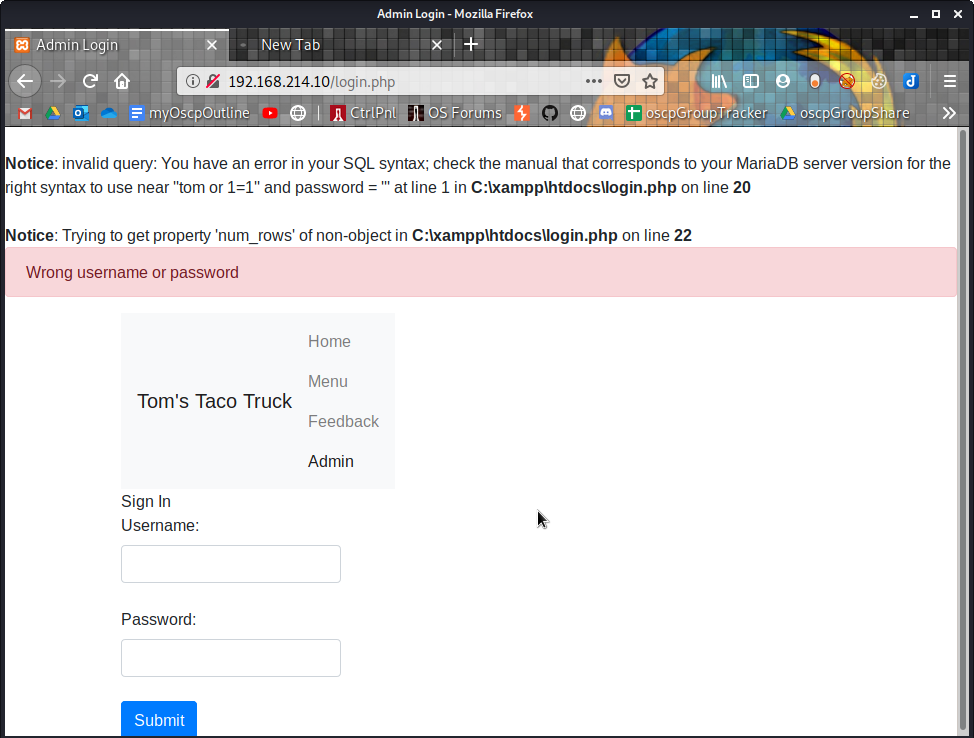 Admin Login - Mozilla Firefox
Admin Login
New Tab
192.168.214.10/login.php
myOscpOutline
CtrlPnl
OS Forums
oscpGroupTracker
oscpGroupShare
Notice: invalid query: You have an error in your SQL syntax; check the manual that corresponds to your MariaDB server version for the
right syntax to use near ''tom or 1=1'' and password = ''' at line 1 in C:\xampp\htdocs\login.php on line 20
Notice: Trying to get property 'num_rows' of non-object in C:\xampp\htdocs\login.php on line 22
Wrong username or password
Home
Menu
Tom's Taco Truck
Feedback
Admin
Sign In
Username:
Password:
Submit